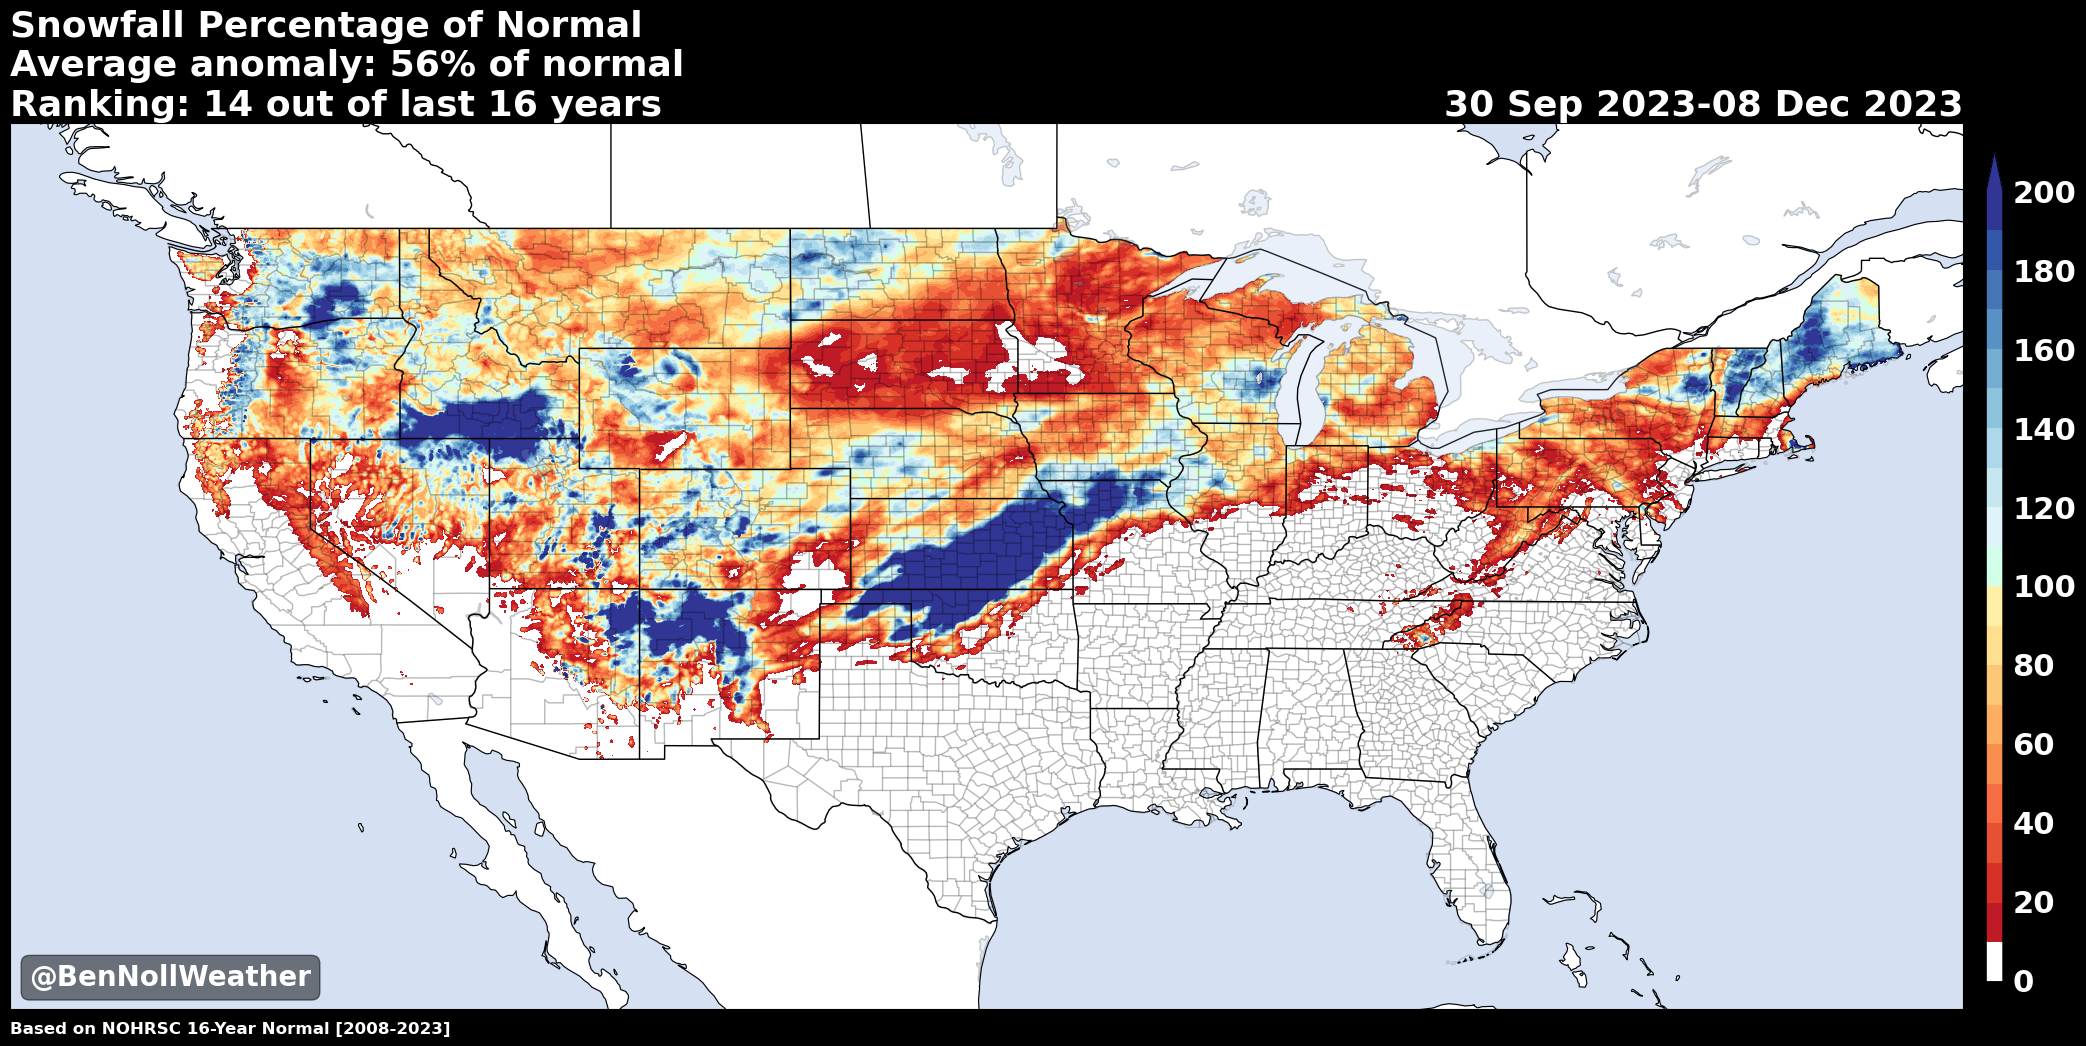 Snowfall Percentage of Normal
Average anomaly: 56% of normal
Ranking: 14 out of last 16 years
30 Sep 2023-08 Dec 2023
200
180
160
140
120
100
80
60
40
20
0
@BenNollWeather
Based on NOHRSC 16-Year Normal [2008-2023]